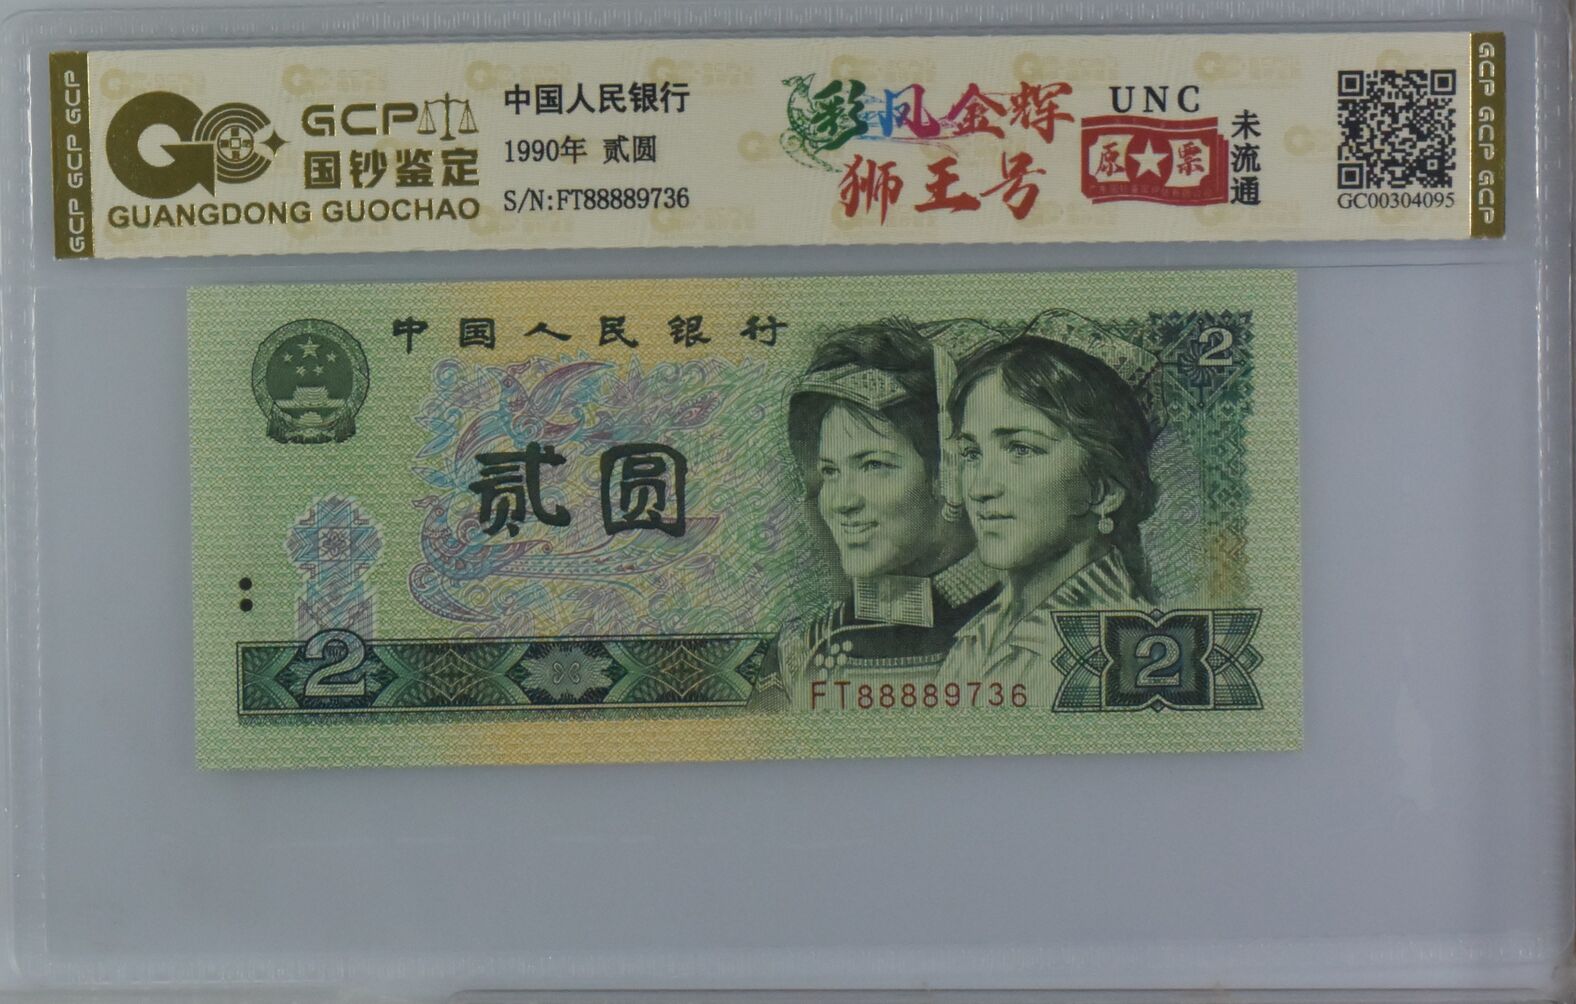 GCP GCP GCP
GCP
国钞鉴定
GUANGDONG GUOCHAO
中国人民银行
1990年 贰圆
S/N:FT88889736
彩凤金辉
狮王号
UNC
原★票
未流通
GC00304095
GCP GCP GCP
中国人民银行
2
贰圆
2
FT88889736
2